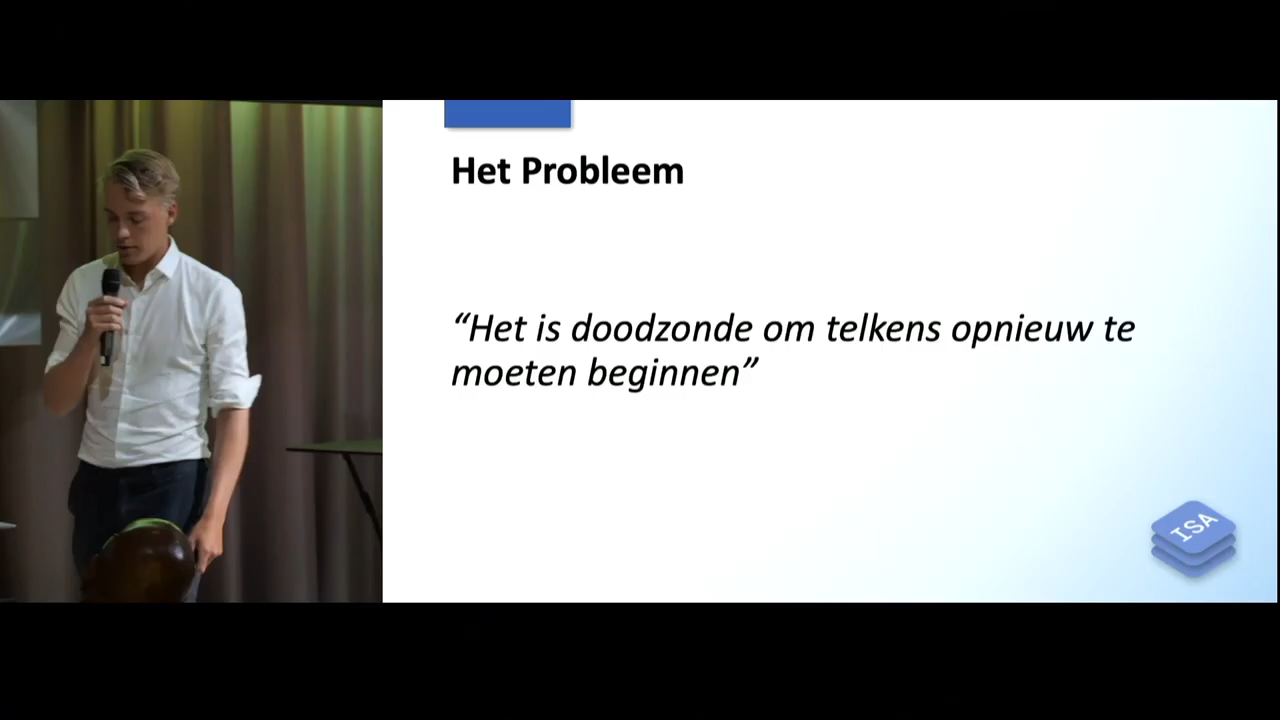 Het Probleem
“Het is doodzonde om telkens opnieuw te
moeten beginnen”
ISA